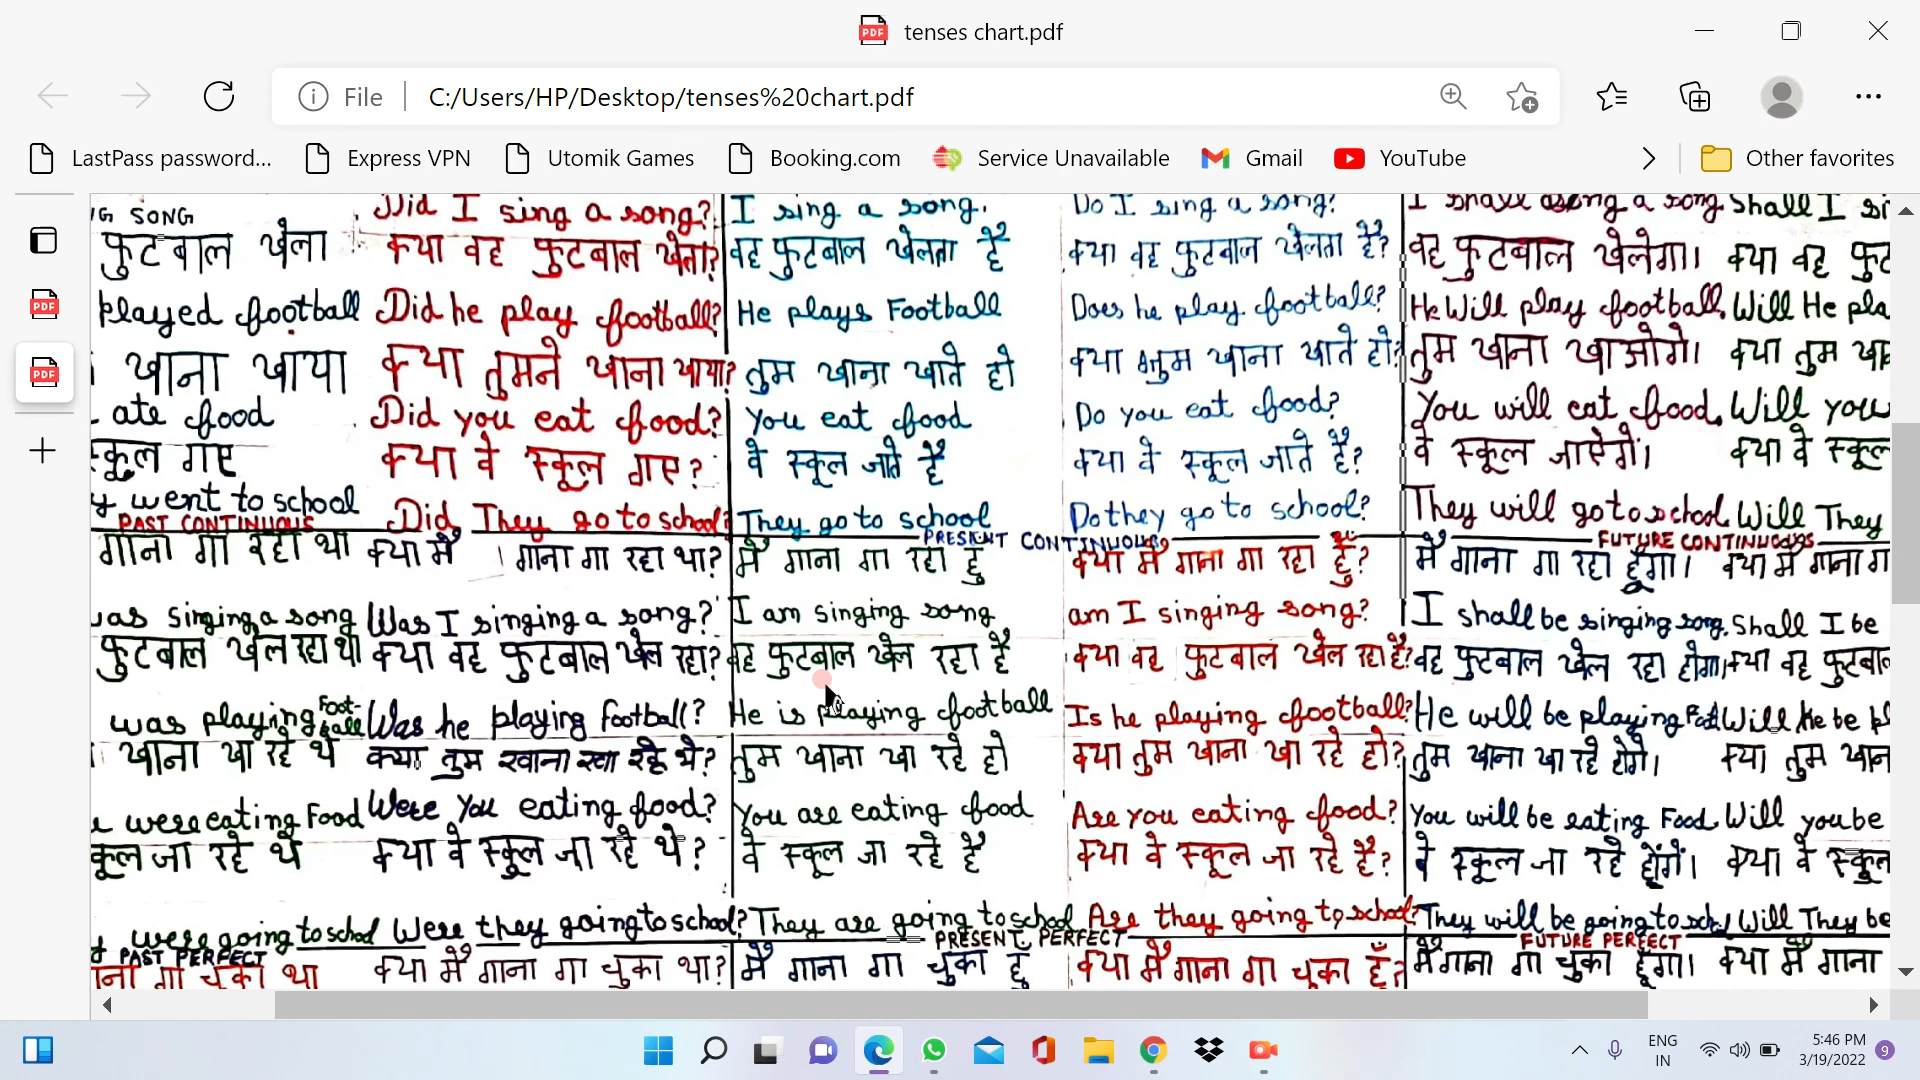 tenses chart.pdf
File
C:/Users/HP/Desktop/tenses%20chart.pdf
LastPass password...
Express VPN
Utomik Games
Booking.com
Service Unavailable
Gmail
YouTube
Other favorites
SONG Did I sing a song? I sing a song. Do I sing a song? Shall I si
फुटबाल खेला क्या वह फुटबाल खेला? वह फुटबाल खेलता है क्या वह फुटबाल खेलता है? वह फुटबाल खेलेगा। क्या वह फुट
played football Did he play football? He plays Football Does he play football? He Will play football. Will He pla
खाना खाया क्या तुमने खाना खाया? तुम खाना खाते हो क्या तुम खाना खाते हो? तुम खाना खाओगे। क्या तुम खा
ate food Did you eat food? You eat food Do you eat food? You will eat food. Will you
स्कूल गए क्या वे स्कूल गए? वे स्कूल जाते है क्या वे स्कूल जाते है? वे स्कूल जाऐगें। क्या वे स्कूल
y went to school Did They go to school? They go to school Do they go to school? They will go to school Will They
PAST CONTINUOUS PRESENT CONTINUOUS FUTURE CONTINUOUS
गाना गा रहा था क्या मैं गाना गा रहा था? मैं गाना गा रहा हुँ क्या मैं गाना गा रहा हुँ? मैं गाना गा रहा हूँगा। क्या मैं गाना ग
was singing a song Was I singing a song? I am singing song am I singing song? I shall be singing song. Shall I be
फुटबाल खेल रहा था क्या वह फुटबाल खेल रहा? वह फुटबाल खेल रहा है क्या वह फुटबाल खेल रहा है? वह फुटबाल खेल रहा होगा। क्या वह फुटबाल
was playing Foot-ball Was he playing football? He is playing football Is he playing football? He will be playing Will He be pl
खाना खा रहे थे क्या तुम खाना खा रहे थे? तुम खाना खा रहे हो क्या तुम खाना खा रहे हो? तुम खाना खा रहे होगे। क्या तुम खान
were eating Food Were You eating food? You are eating food Are you eating food? You will be eating Food Will you be
स्कूल जा रहे थे क्या वे स्कूल जा रहे थे? वे स्कूल जा रहे है क्या वे स्कूल जा रहे है? वे स्कूल जा रहे होंगें। क्या वे स्कूल
y were going to school Were they going to school? They are going to school Are they going to school? They will be going to Will They be
PAST PERFECT PRESENT PERFECT FUTURE PERFECT
गाना गा चुका था क्या मैं गाना गा चुका था? मैं गाना गा चुका हुँ क्या मैं गाना गा चुका हुँ? मैं गाना गा चुका हूँगा। क्या मैं गाना
ENG
IN
5:46 PM
3/19/2022
9